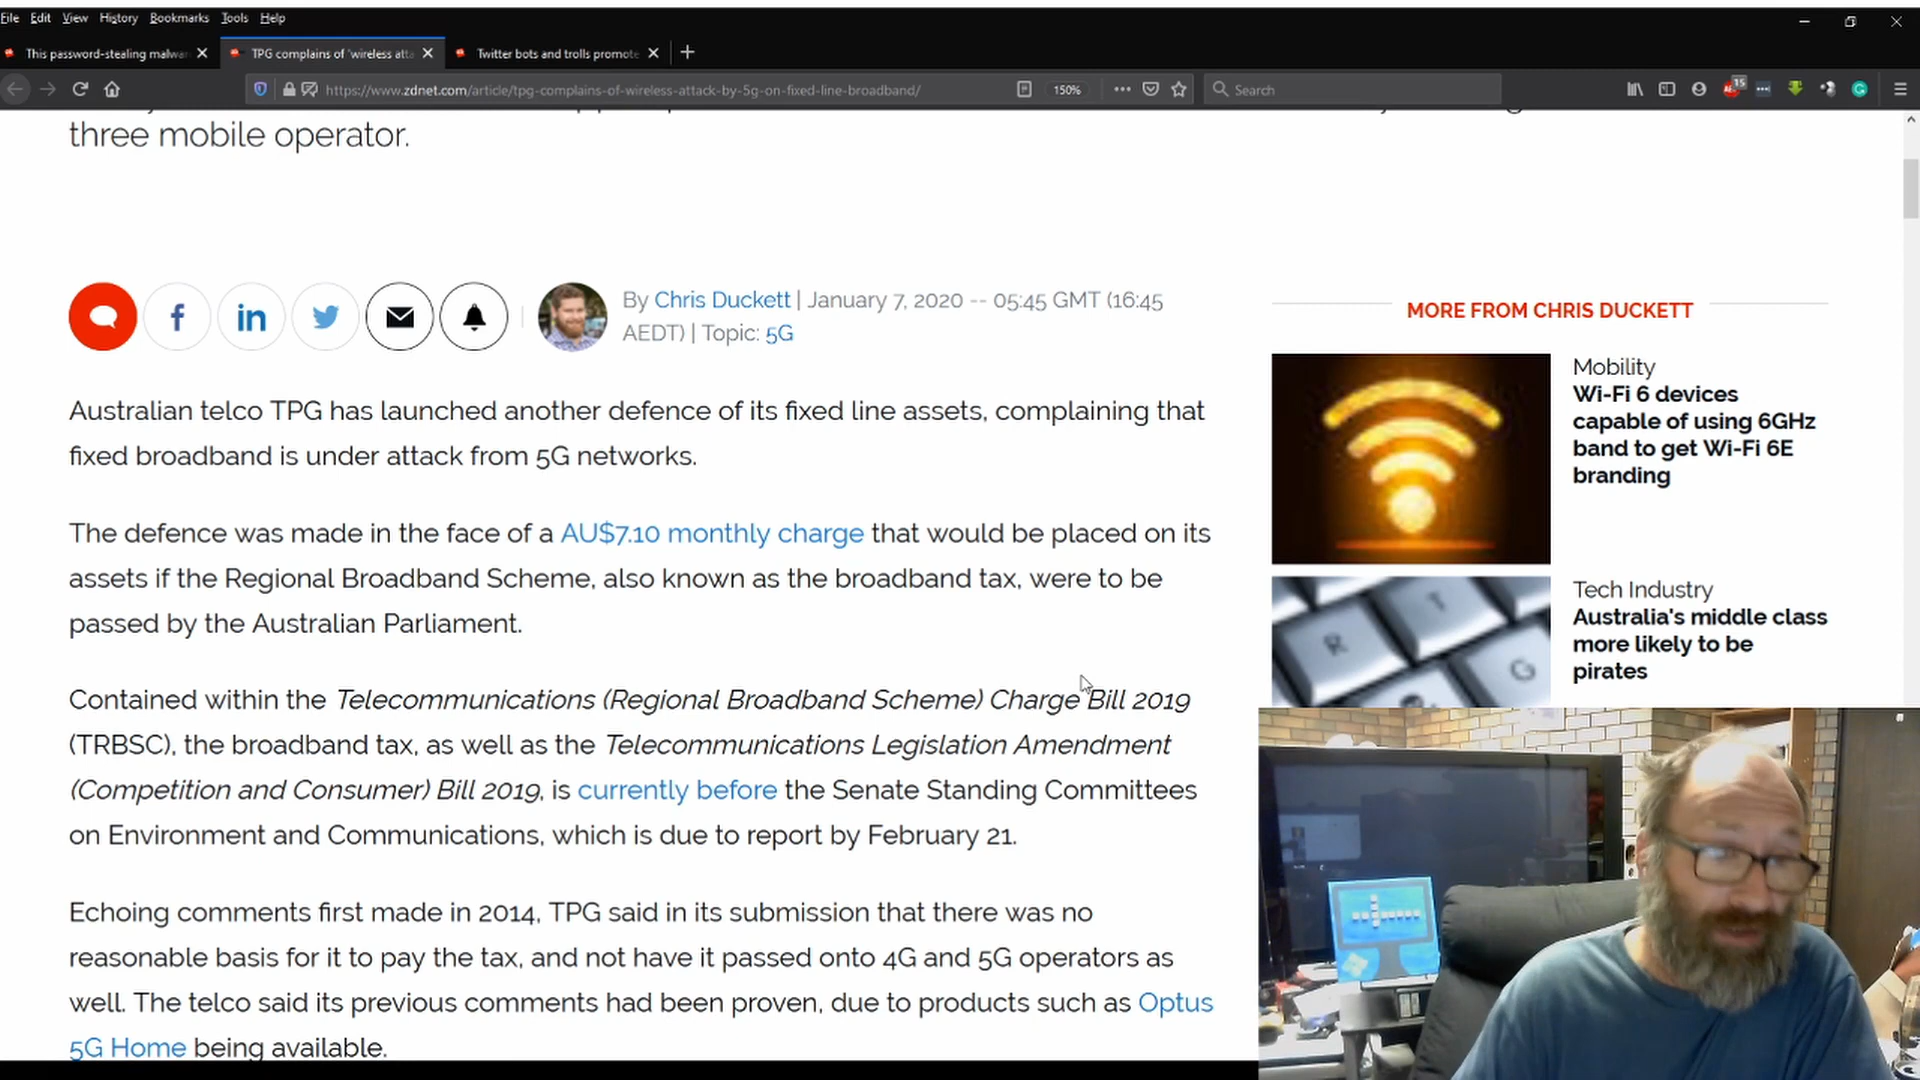 File Edit View History Bookmarks Tools Help
This password-stealing malwa
TPG complains of 'wireless atta
Twitter bots and trolls promote
https://www.zdnet.com/article/tpg-complains-of-wireless-attack-by-5g-on-fixed-line-broadband/
150%
Search
15
three mobile operator.
By Chris Duckett | January 7, 2020 -- 05:45 GMT (16:45
AEDT) | Topic: 5G
Australian telco TPG has launched another defence of its fixed line assets, complaining that
fixed broadband is under attack from 5G networks.
The defence was made in the face of a AU$7.10 monthly charge that would be placed on its
assets if the Regional Broadband Scheme, also known as the broadband tax, were to be
passed by the Australian Parliament.
Contained within the Telecommunications (Regional Broadband Scheme) Charge Bill 2019
(TRBSC), the broadband tax, as well as the Telecommunications Legislation Amendment
(Competition and Consumer) Bill 2019, is currently before the Senate Standing Committees
on Environment and Communications, which is due to report by February 21.
Echoing comments first made in 2014, TPG said in its submission that there was no
reasonable basis for it to pay the tax, and not have it passed onto 4G and 5G operators as
well. The telco said its previous comments had been proven, due to products such as Optus
5G Home being available.
MORE FROM CHRIS DUCKETT
Mobility
Wi-Fi 6 devices
capable of using 6GHz
band to get Wi-Fi 6E
branding
Tech Industry
Australia's middle class
more likely to be
pirates
R
T
G